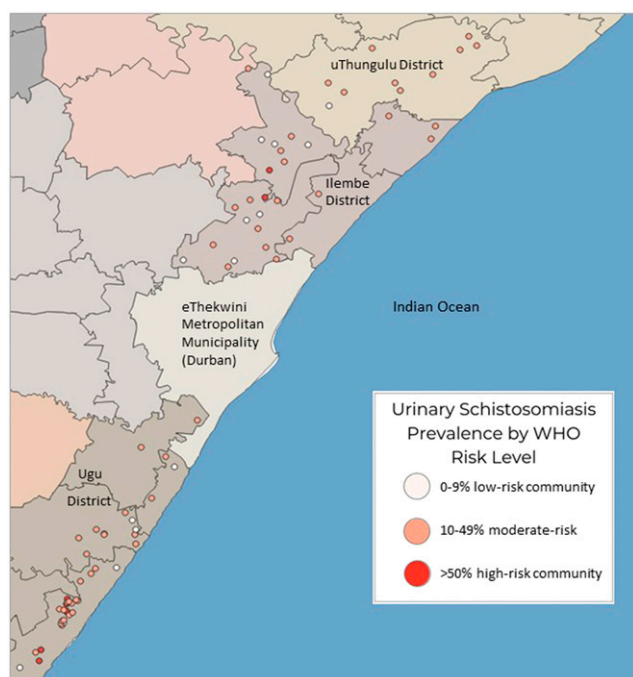 uThungulu District
Ilembe
District
eThekwini
Metropolitan
Municipality
(Durban)
Indian Ocean
Ugu
District
Urinary Schistosomiasis
Prevalence by WHO
Risk Level
0-9% low-risk community
10-49% moderate-risk
>50% high-risk community